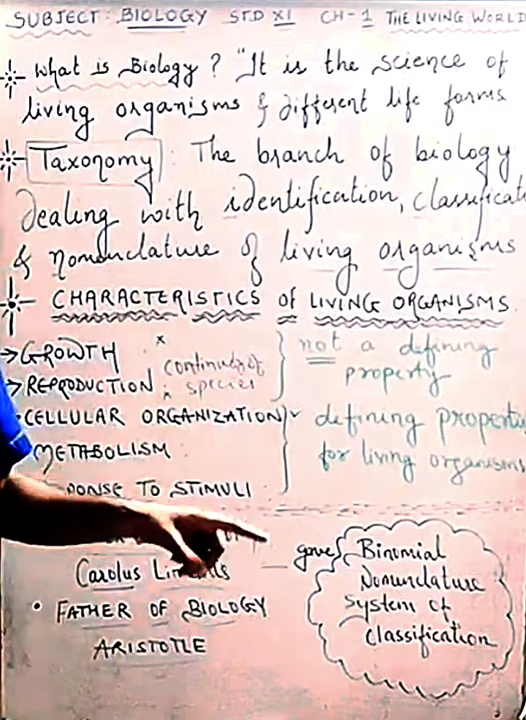 SUBJECT: BIOLOGY STD XI CH-1 THE LIVING WORLD
What is Biology? "It is the science of
living organisms & different life forms
Taxonomy: The branch of biology
dealing with identification, classificati
& nomenclature of living organisms
CHARACTERISTICS of LIVING ORGANISMS
→ GROWTH × not a defining
continuity of property
→ REPRODUCTION × species
CELLULAR ORGANIZATION ✓ defining property
METABOLISM for living organisms
PONSE TO STIMULI
gave Binomial
Carolus Nomenclature
• FATHER OF BIOLOGY System of
ARISTOTLE Classification